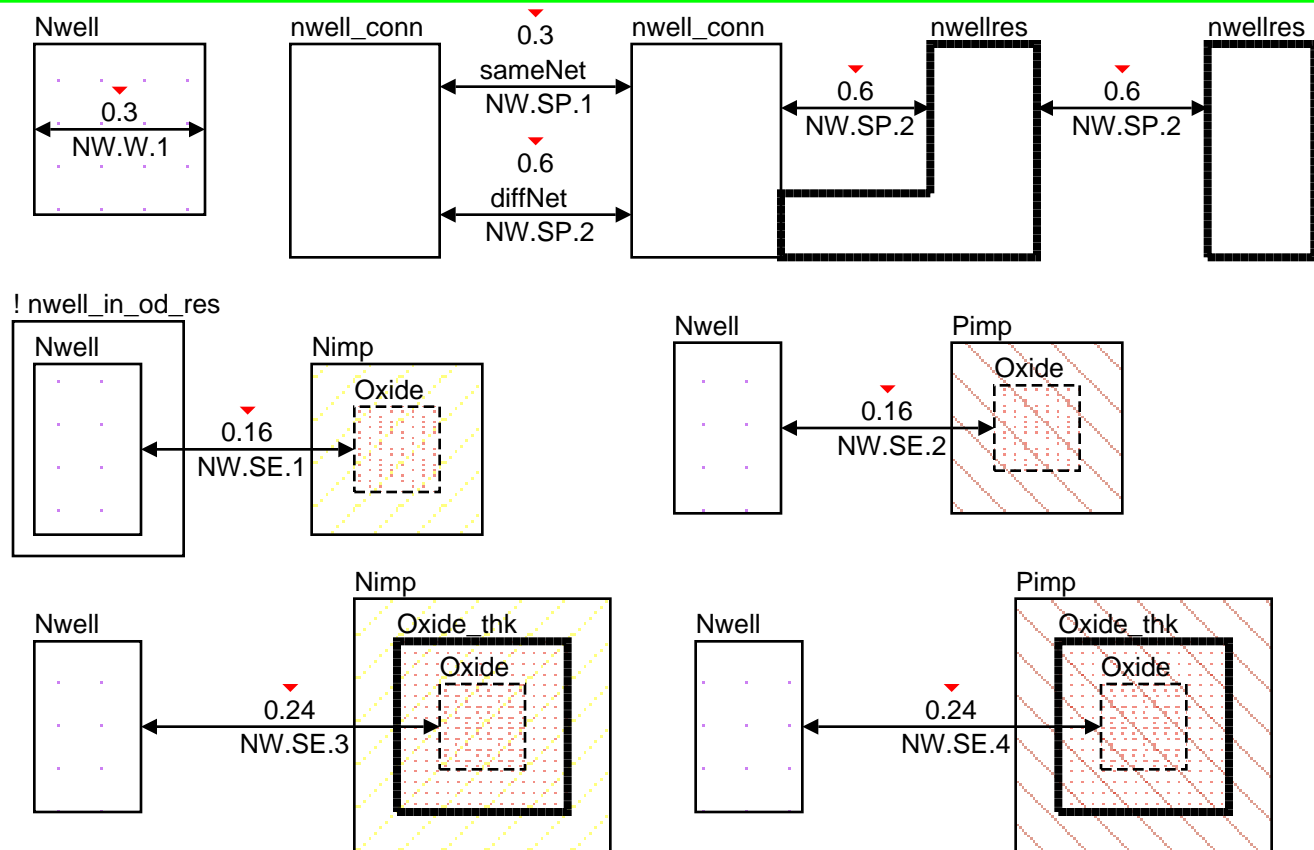 Nwell
0.3
NW.W.1
nwell_conn
0.3
sameNet
NW.SP.1
0.6
diffNet
NW.SP.2
nwell_conn
0.6
NW.SP.2
nwellres
0.6
NW.SP.2
nwellres
! nwell_in_od_res
Nwell
0.16
NW.SE.1
Nimp
Oxide
Nwell
0.16
NW.SE.2
Pimp
Oxide
Nwell
0.24
NW.SE.3
Nimp
Oxide_thk
Oxide
Nwell
0.24
NW.SE.4
Pimp
Oxide_thk
Oxide